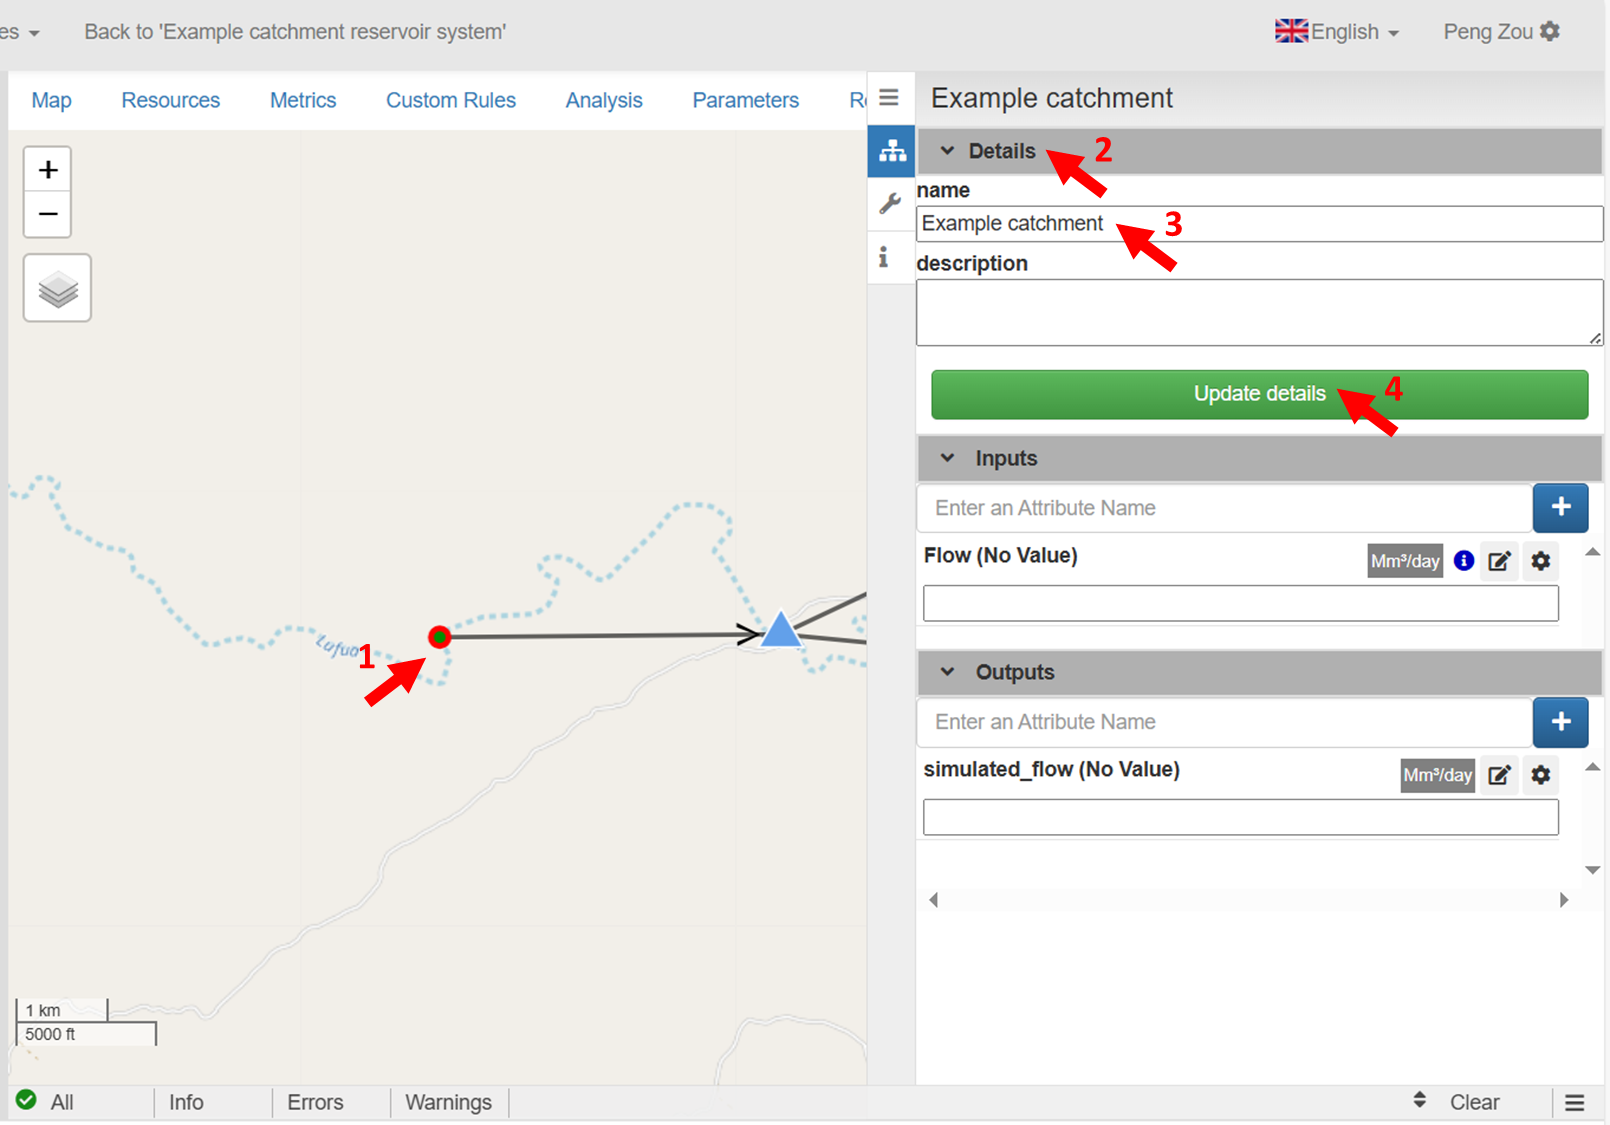 es
Back to 'Example catchment reservoir system'
English
Peng Zou
Map
Resources
Metrics
Custom Rules
Analysis
Parameters
Example catchment
Details
2
name
Example catchment
3
description
Update details
4
Inputs
Enter an Attribute Name
Flow (No Value)
Mm³/day
Lufua
1
Outputs
Enter an Attribute Name
simulated_flow (No Value)
Mm³/day
1 km
5000 ft
All
Info
Errors
Warnings
Clear